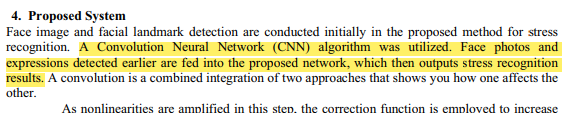 4. Proposed System
Face image and facial landmark detection are conducted initially in the proposed method for stress
recognition. A Convolution Neural Network (CNN) algorithm was utilized. Face photos and
expressions detected earlier are fed into the proposed network, which then outputs stress recognition
results. A convolution is a combined integration of two approaches that shows you how one affects the
other.
As nonlinearities are amplified in this step, the correction function is employed to increase